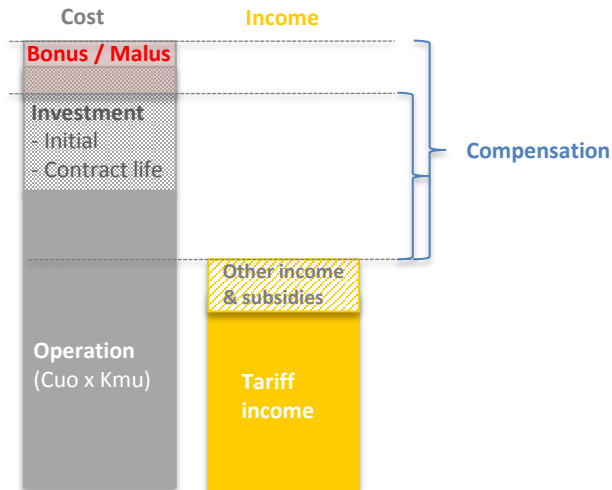 Cost
Income
Bonus / Malus
Investment
- Initial
- Contract life
Compensation
Other income
& subsidies
Operation
(Cuo x Kmu)
Tariff
income